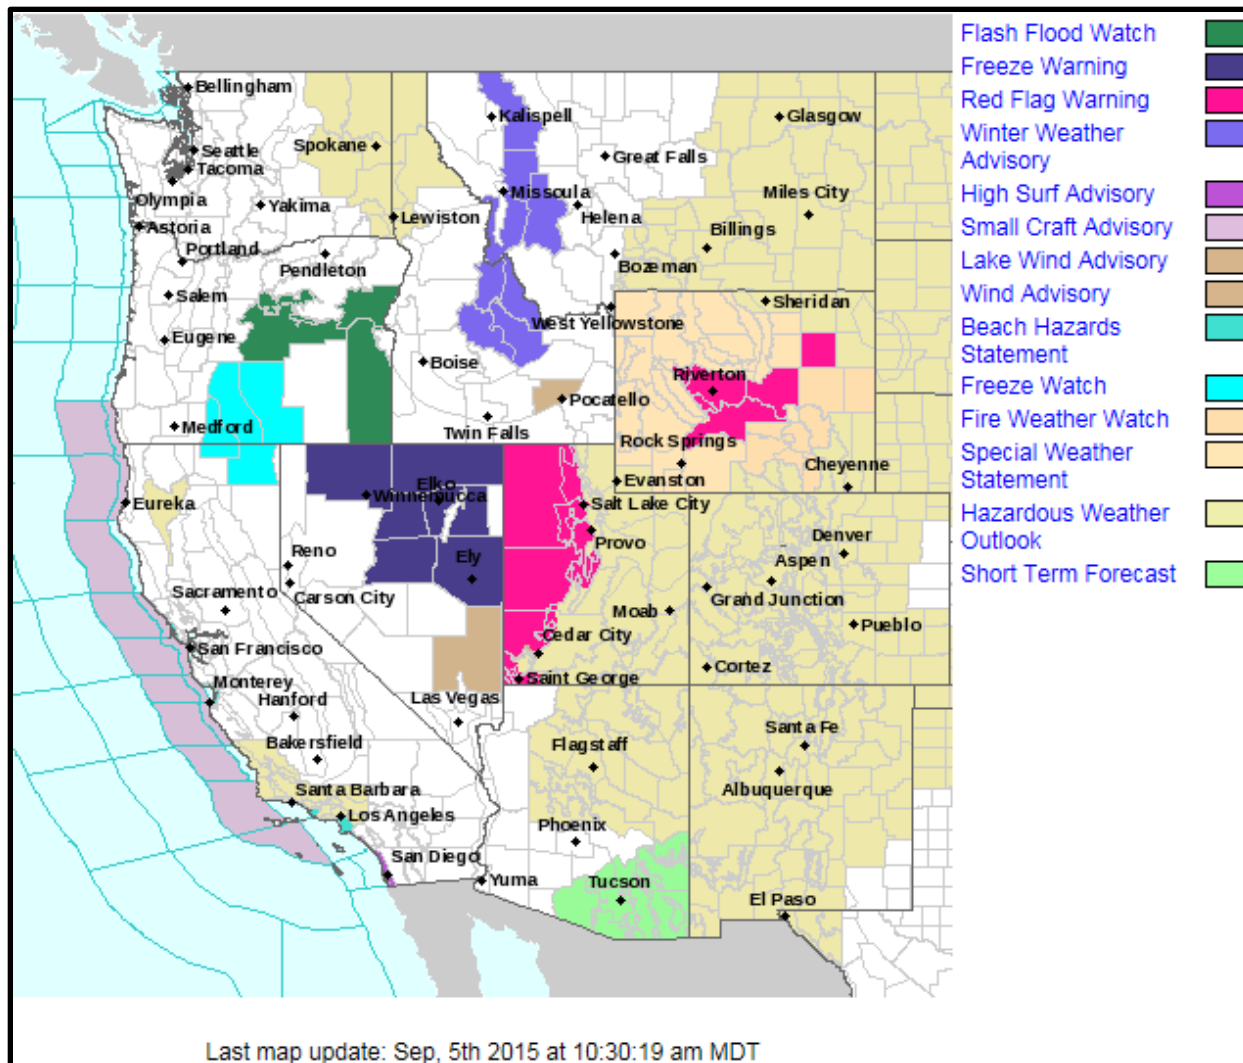 Flash Flood Watch
Freeze Warning
Red Flag Warning
Winter Weather
Advisory
High Surf Advisory
Small Craft Advisory
Lake Wind Advisory
Wind Advisory
Beach Hazards
Statement
Freeze Watch
Fire Weather Watch
Special Weather
Statement
Hazardous Weather
Outlook
Short Term Forecast
Bellingham
Kalispell
Glasgow
Seattle
Spokane
Great Falls
Tacoma
Olympia
Missoula
Miles City
Yakima
Helena
Astoria
Lewiston
Portland
Billings
Pendleton
Bozeman
Salem
Sheridan
West Yellowstone
Eugene
Boise
Riverton
Pocatello
Medford
Twin Falls
Rock Springs
Cheyenne
Elko
Evanston
Winnemucca
Eureka
Salt Lake City
Provo
Denver
Reno
Ely
Aspen
Sacramento
Carson City
Grand Junction
Moab
Pueblo
Cedar City
San Francisco
Cortez
Saint George
Monterey
Hanford
Las Vegas
Santa Fe
Bakersfield
Flagstaff
Albuquerque
Santa Barbara
Los Angeles
Phoenix
San Diego
Yuma
Tucson
El Paso
Last map update: Sep, 5th 2015 at 10:30:19 am MDT